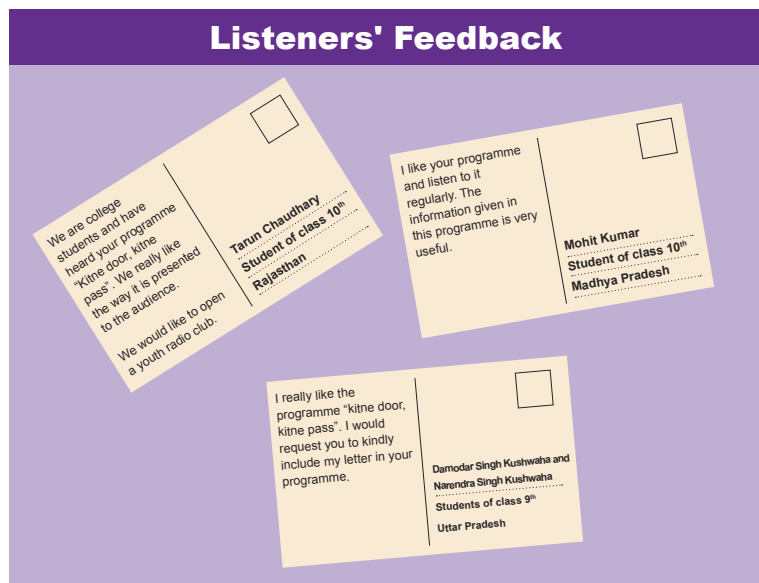 Listeners' Feedback
We are college
students and have
heard your programme
“Kitne door, kitne
pass”. We really like
the way it is presented
to the audience.
We would like to open
a youth radio club.
Tarun Chaudhary
Student of class 10th
Rajasthan
I like your programme
and listen to it
regularly. The
information given in
this programme is very
useful.
Mohit Kumar
Student of class 10th
Madhya Pradesh
I really like the
programme “kitne door,
kitne pass”. I would
request you to kindly
include my letter in your
programme.
Damodar Singh Kushwaha and
Narendra Singh Kushwaha
Students of class 9th
Uttar Pradesh